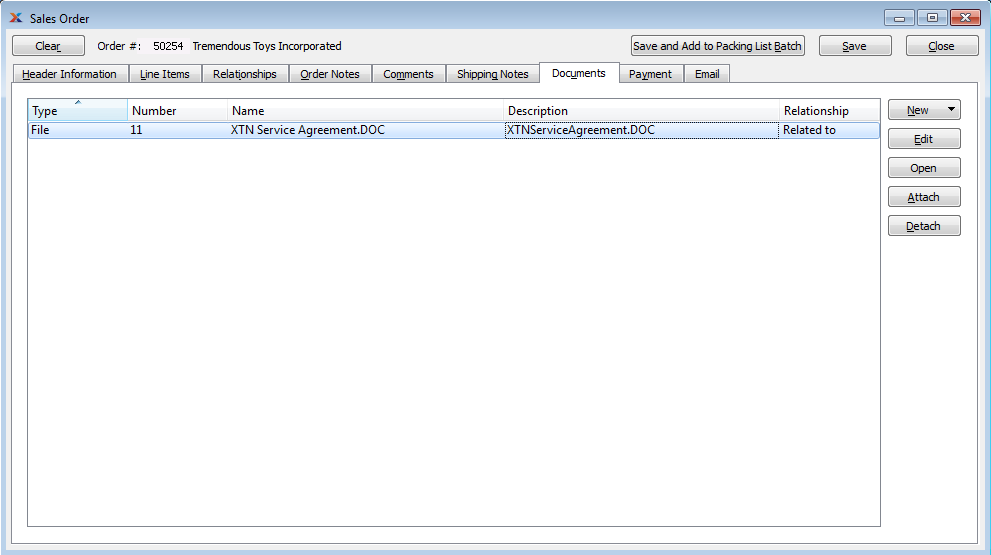 Sales Order
Clear Order #: 50254 Tremendous Toys Incorporated Save and Add to Packing List Batch Save Close
Header Information Line Items Relationships Order Notes Comments Shipping Notes Documents Payment Email
Type Number Name Description Relationship New
File 11 XTN Service Agreement.DOC XTNServiceAgreement.DOC Related to
Edit
Open
Attach
Detach